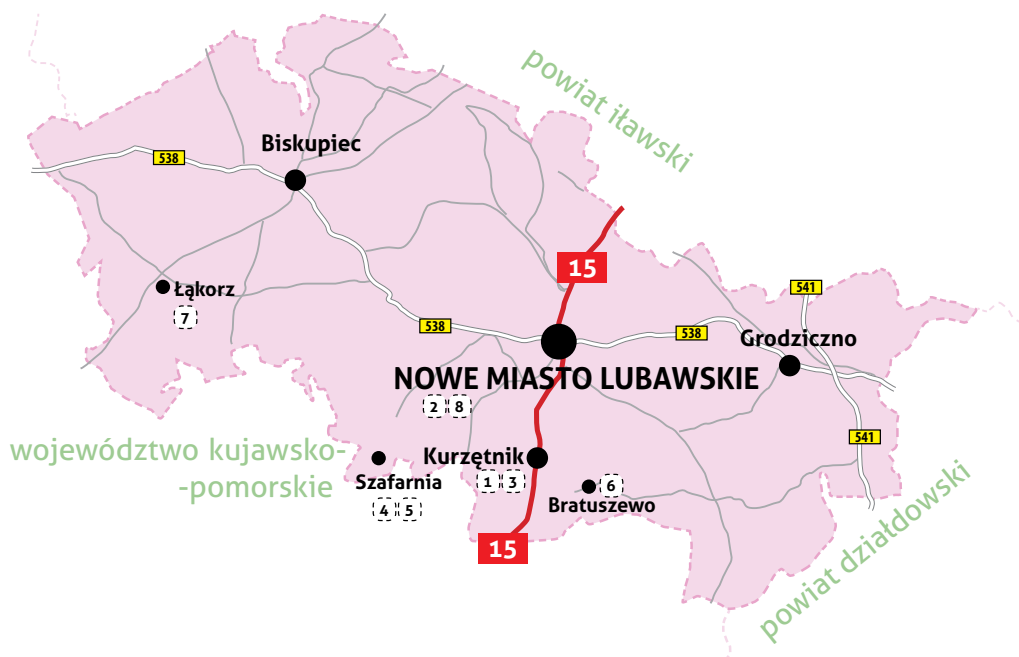 powiat iławski
Biskupiec
538
15
541
Łąkorz
7
538
538
Grodziczno
NOWE MIASTO LUBAWSKIE
2 8
541
województwo kujawsko-
-pomorskie
Kurzętnik
1 3
Szafarnia
4 5
6
Bratuszewo
15
powiat działdowski